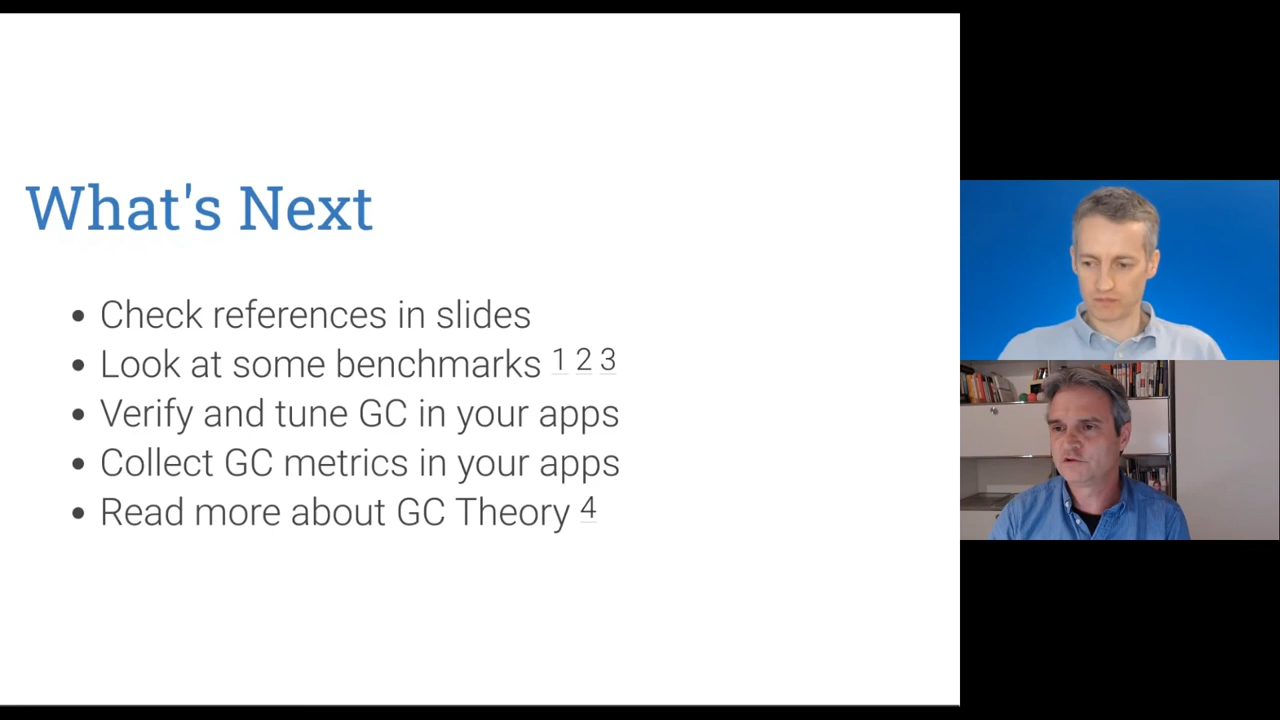 What's Next
• Check references in slides
• Look at some benchmarks 1 2 3
• Verify and tune GC in your apps
• Collect GC metrics in your apps
• Read more about GC Theory 4